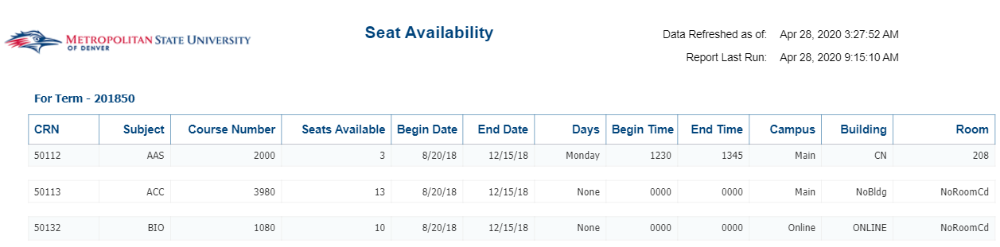 METROPOLITAN STATE UNIVERSITY
OF DENVER
Seat Availability
Data Refreshed as of: Apr 28, 2020 3:27:52 AM
Report Last Run: Apr 28, 2020 9:15:10 AM
For Term - 201850
CRN Subject Course Number Seats Available Begin Date End Date Days Begin Time End Time Campus Building Room
50112 AAS 2000 3 8/20/18 12/15/18 Monday 1230 1345 Main CN 208
50113 ACC 3980 13 8/20/18 12/15/18 None 0000 0000 Main NoBldg NoRoomCd
50132 BIO 1080 10 8/20/18 12/15/18 None 0000 0000 Online ONLINE NoRoomCd